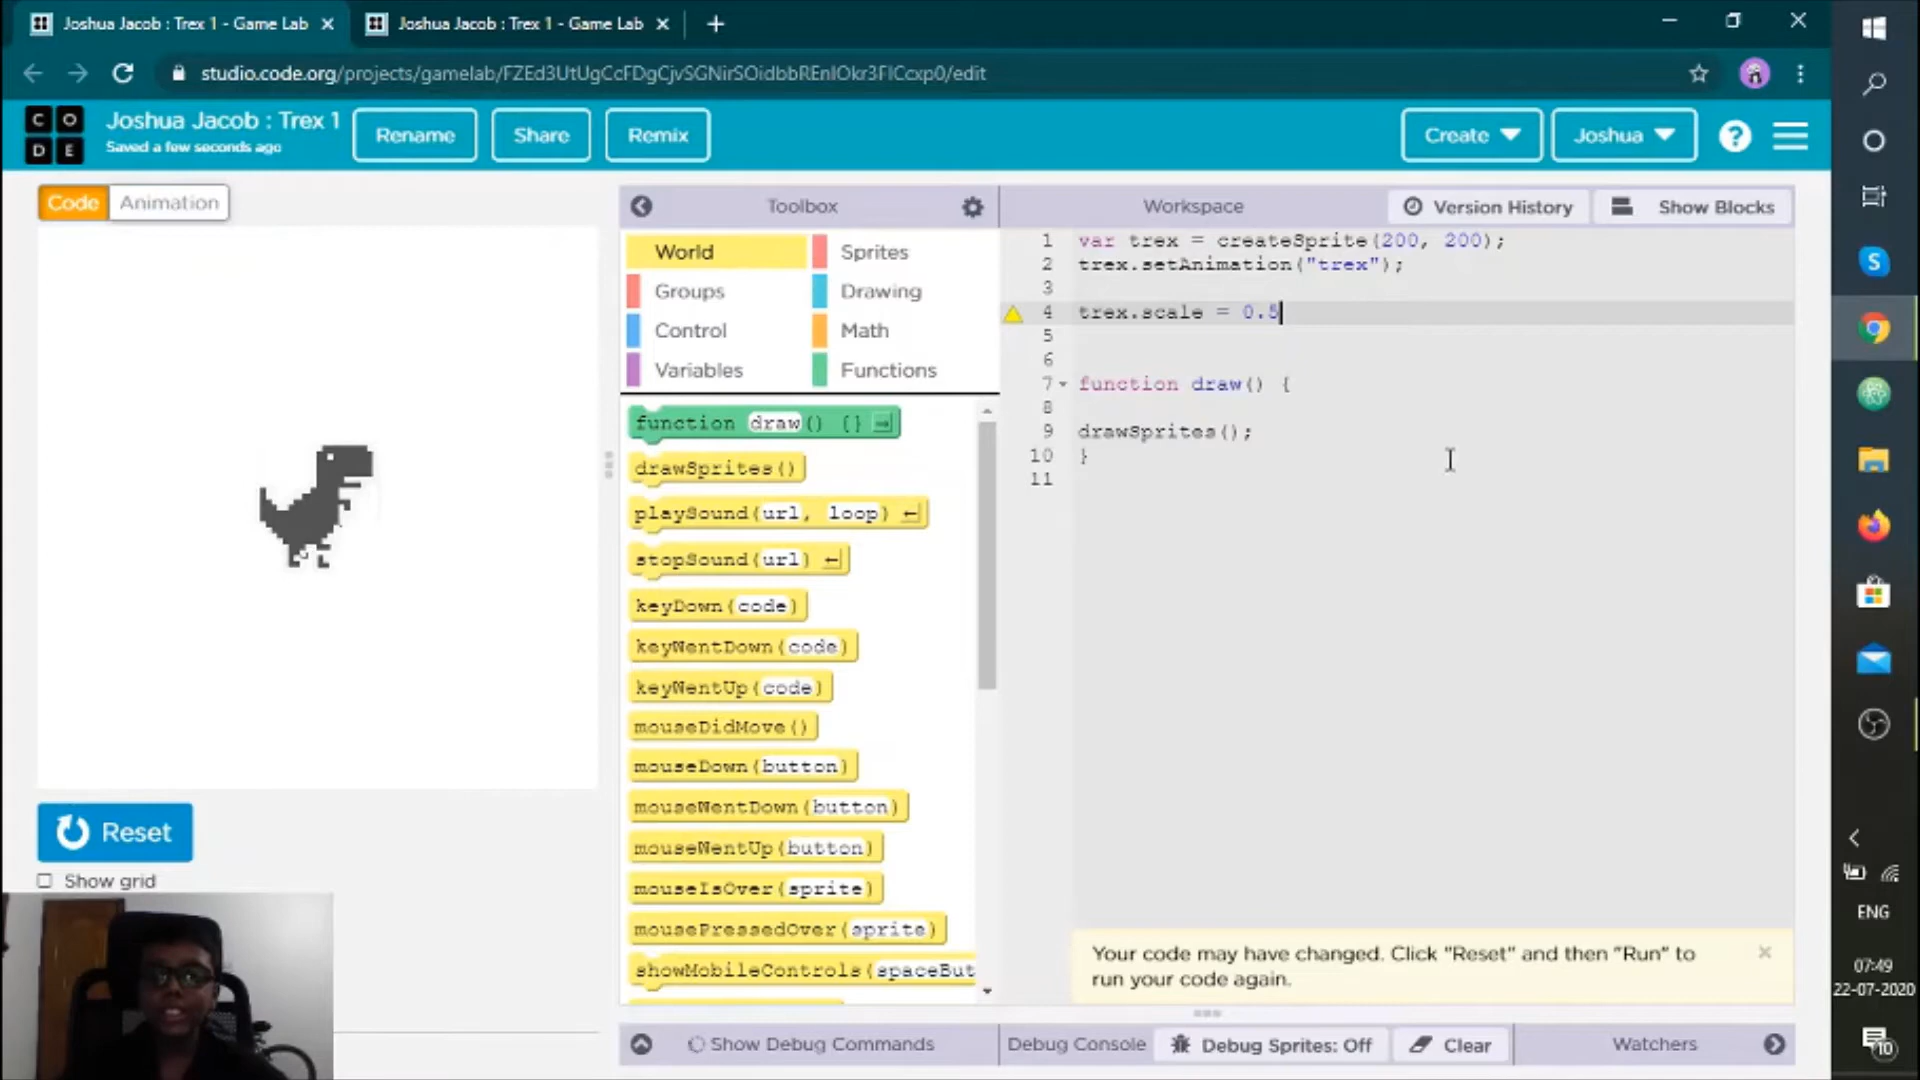 Joshua Jacob : Trex 1 - Game Lab
Joshua Jacob : Trex 1 - Game Lab
studio.code.org/projects/gamelab/FZEd3UtUgCcFDgCjvSGNirSOidbbREnlOkr3FlCcxp0/edit
C O D E
Joshua Jacob : Trex 1
Saved a few seconds ago
Rename
Share
Remix
Create
Joshua
?
Code
Animation
Toolbox
Workspace
Version History
Show Blocks
World
Sprites
Groups
Drawing
Control
Math
Variables
Functions
function draw() {}
drawSprites()
playSound(url, loop)
stopSound(url)
keyDown(code)
keyWentDown(code)
keyWentUp(code)
mouseDidMove()
mouseDown(button)
mouseWentDown(button)
mouseWentUp(button)
mouseIsOver(sprite)
mousePressedOver(sprite)
showMobileControls(spaceBut
1 var trex = createSprite(200, 200);
2 trex.setAnimation("trex");
3
4 trex.scale = 0.5
5
6
7 function draw() {
8
9 drawSprites();
10 }
11
Reset
Show grid
Your code may have changed. Click "Reset" and then "Run" to
run your code again.
Show Debug Commands
Debug Console
Debug Sprites: Off
Clear
Watchers
S
ENG
07:49
22-07-2020
10